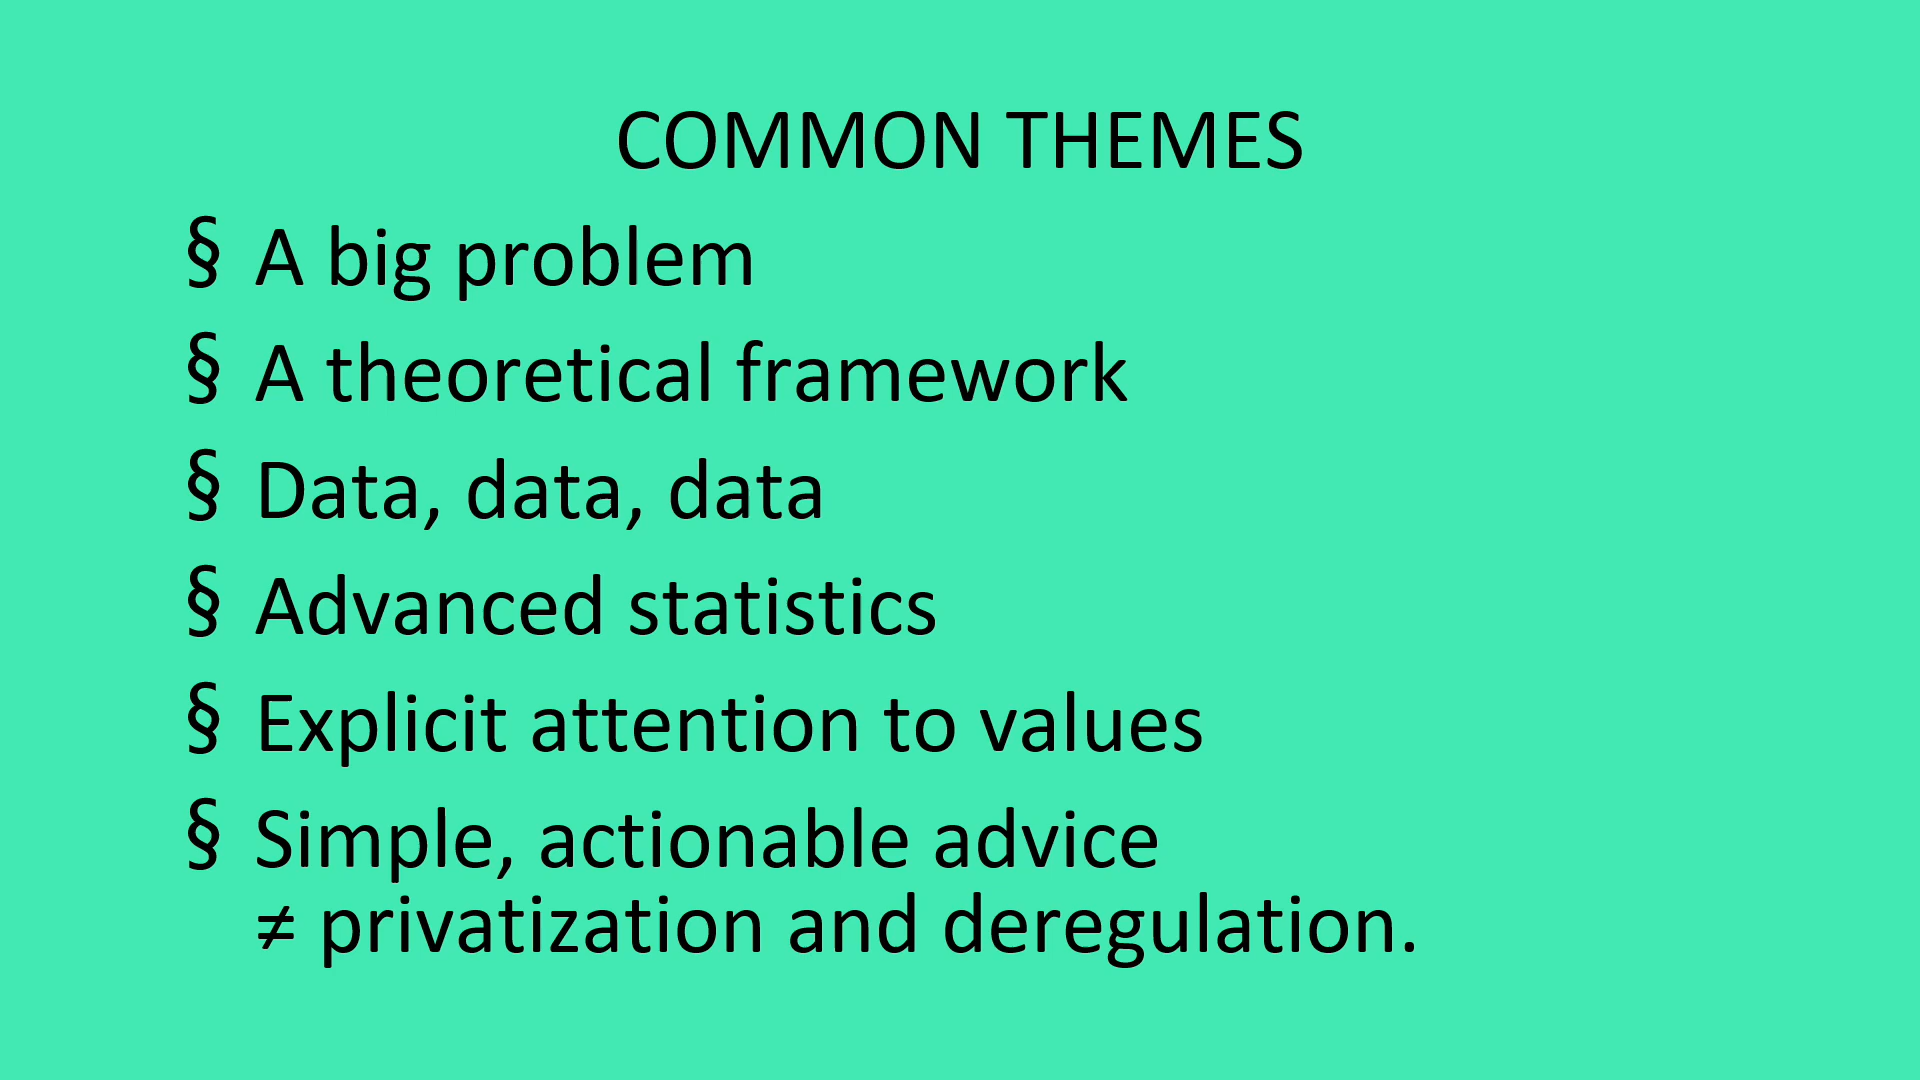 COMMON THEMES
§ A big problem
§ A theoretical framework
§ Data, data, data
§ Advanced statistics
§ Explicit attention to values
§ Simple, actionable advice
≠ privatization and deregulation.